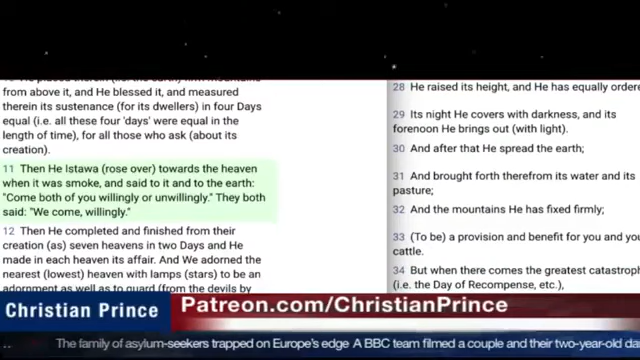 from above it, and He blessed it, and measured
therein its sustenance (for its dwellers) in four Days
equal (i.e. all these four 'days' were equal in the
length of time), for all those who ask (about its
creation).
11 Then He Istawa (rose over) towards the heaven
when it was smoke, and said to it and to the earth:
"Come both of you willingly or unwillingly." They both
said: "We come, willingly."
12 Then He completed and finished from their
creation (as) seven heavens in two Days and He
made in each heaven its affair. And We adorned the
nearest (lowest) heaven with lamps (stars) to be an
adornment as well as to guard (from the devils by
28 He raised its height, and He has equally ordere
29 Its night He covers with darkness, and its
forenoon He brings out (with light).
30 And after that He spread the earth;
31 And brought forth therefrom its water and its
pasture;
32 And the mountains He has fixed firmly;
33 (To be) a provision and benefit for you and you
cattle.
34 But when there comes the greatest catastrop
(i.e. the Day of Recompense, etc.),
Christian Prince
Patreon.com/ChristianPrince
The family of asylum-seekers trapped on Europe's edge A BBC team filmed a couple and their two-year-old da